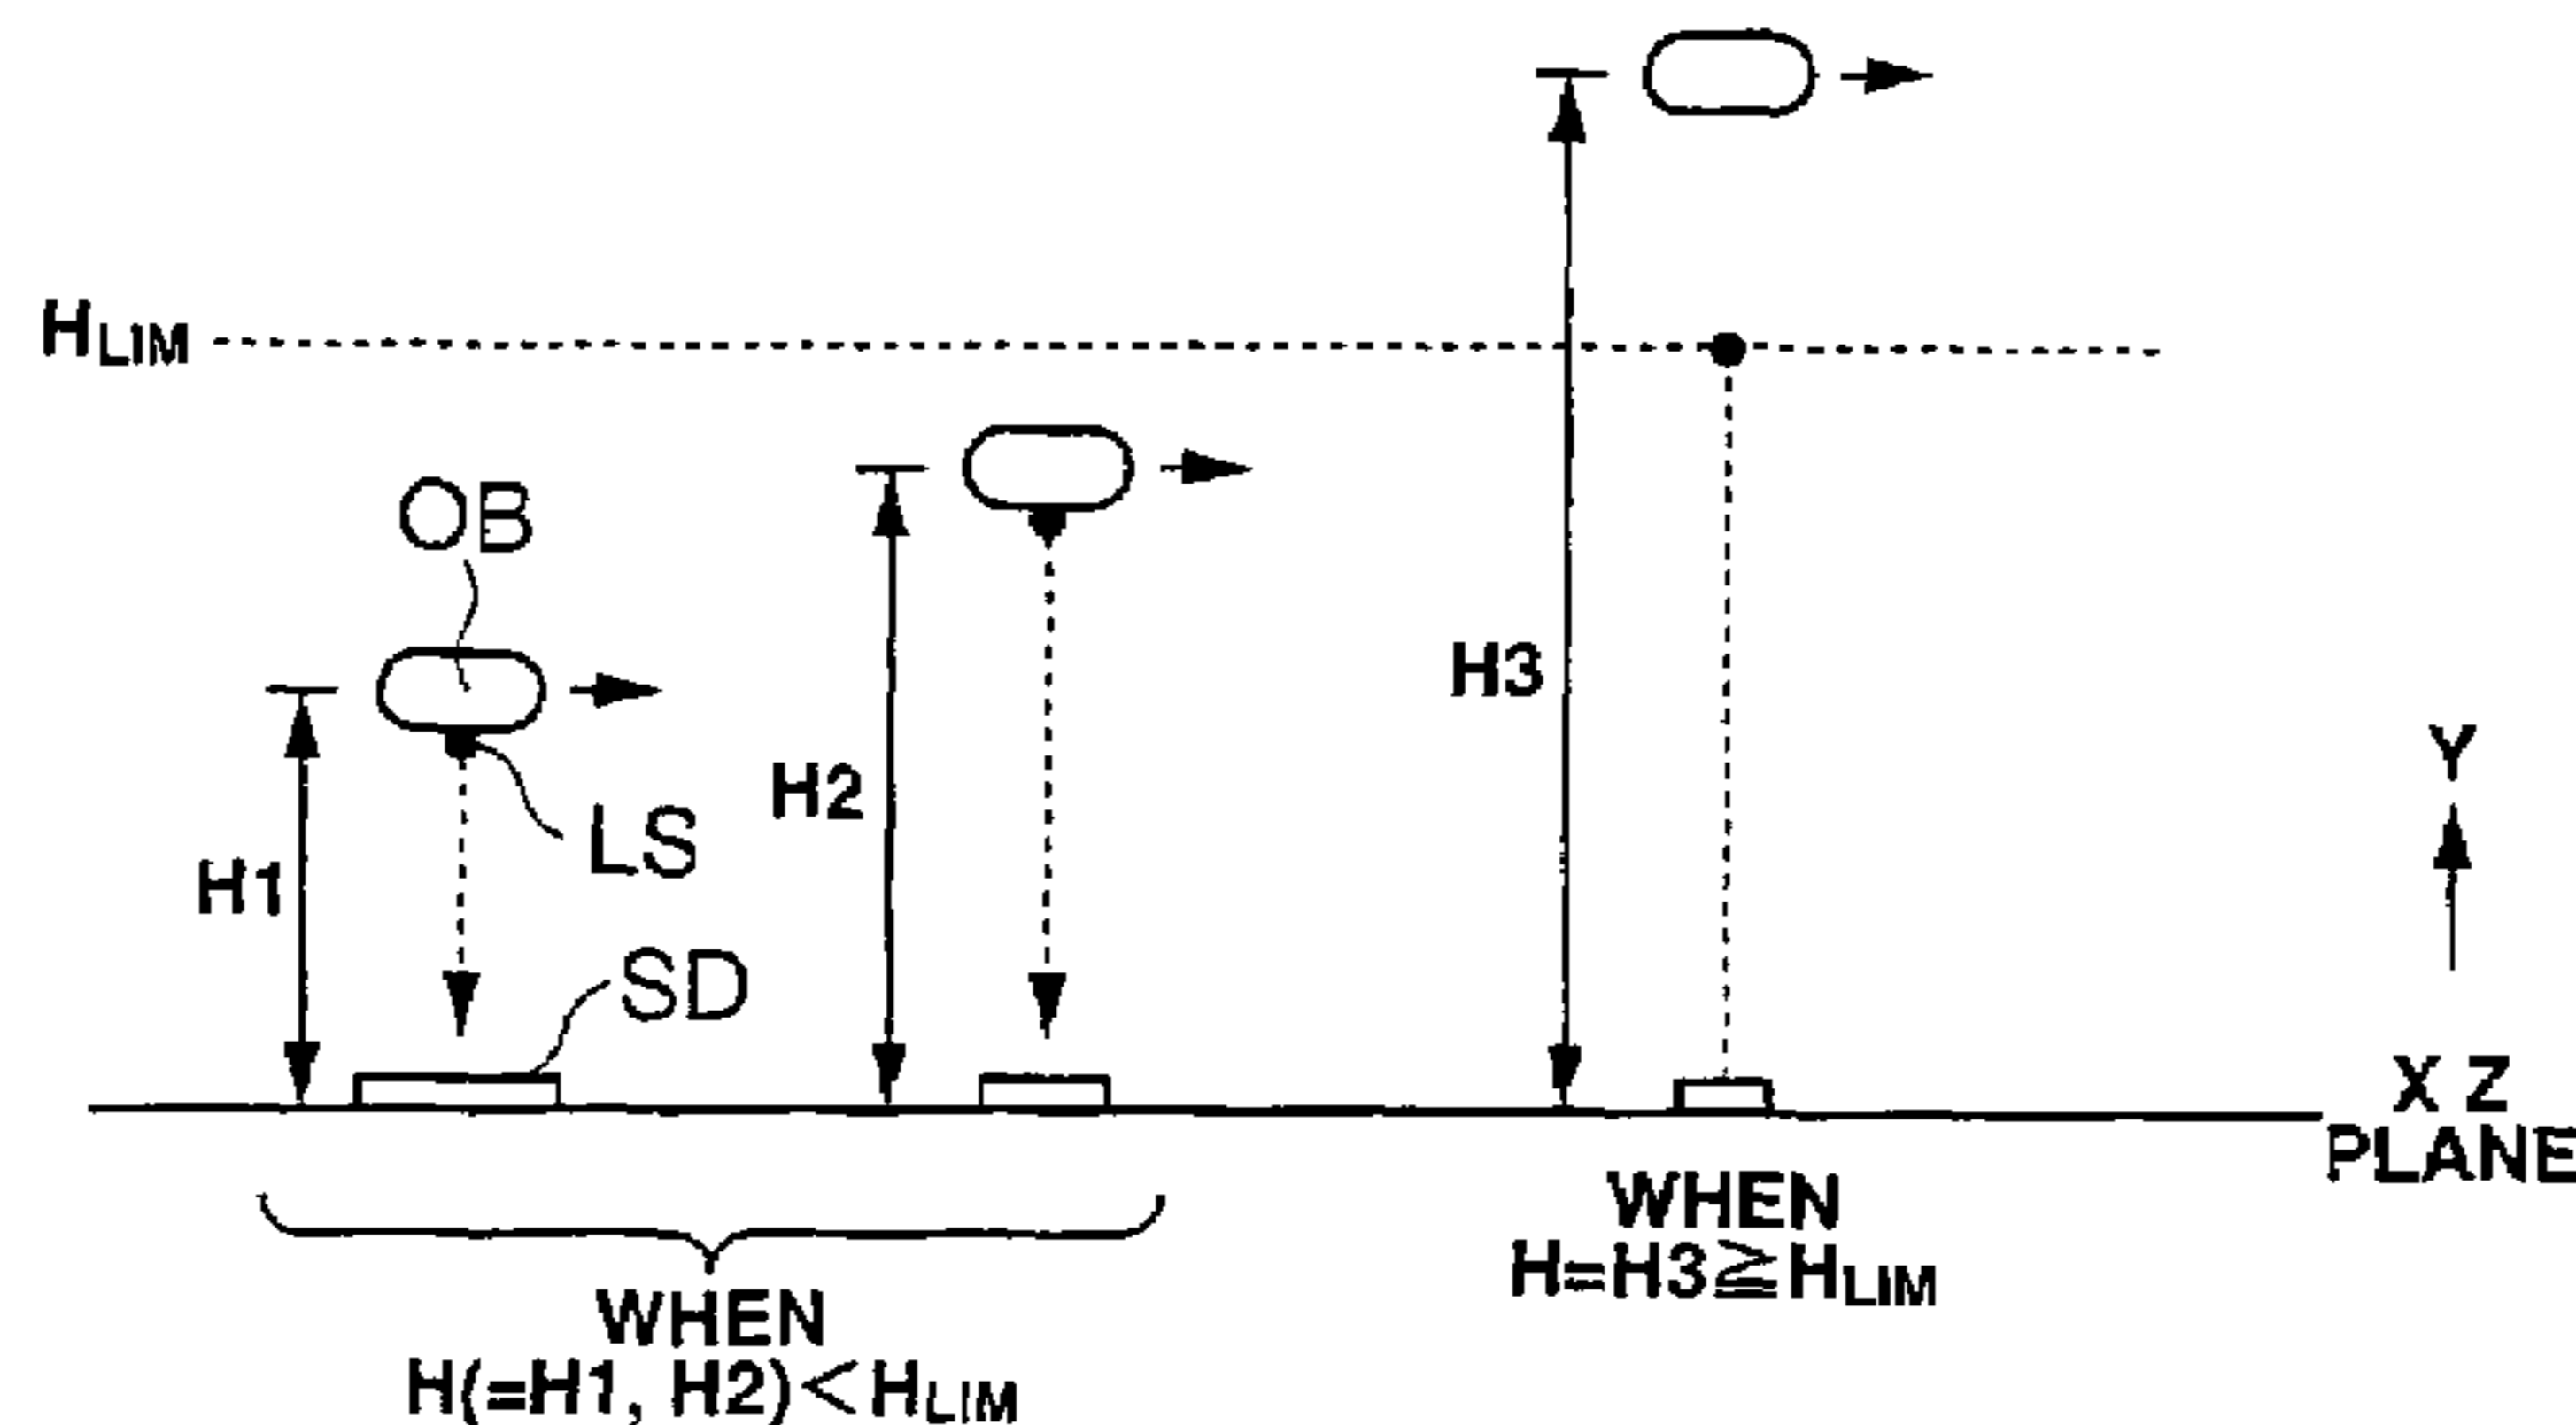 H3
HLIM
OB
H2
H1
LS
SD
Y
X Z
PLANE
WHEN
H(=H1, H2)<HLIM
WHEN
H=H3≧HLIM